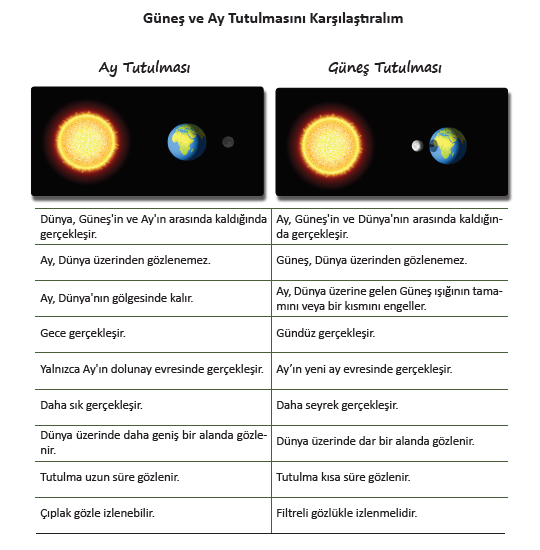 Güneş ve Ay Tutulmasını Karşılaştıralım
Ay Tutulması
Güneş Tutulması
Dünya, Güneş'in ve Ay'ın arasında kaldığında
gerçekleşir.
Ay, Güneş'in ve Dünya'nın arasında kaldığın-
da gerçekleşir.
Ay, Dünya üzerinden gözlenemez.
Güneş, Dünya üzerinden gözlenemez.
Ay, Dünya'nın gölgesinde kalır.
Ay, Dünya üzerine gelen Güneş ışığının tama-
mını veya bir kısmını engeller.
Gece gerçekleşir.
Gündüz gerçekleşir.
Yalnızca Ay'ın dolunay evresinde gerçekleşir.
Ay’ın yeni ay evresinde gerçekleşir.
Daha sık gerçekleşir.
Daha seyrek gerçekleşir.
Dünya üzerinde daha geniş bir alanda gözle-
nir.
Dünya üzerinde dar bir alanda gözlenir.
Tutulma uzun süre gözlenir.
Tutulma kısa süre gözlenir.
Çıplak gözle izlenebilir.
Filtreli gözlükle izlenmelidir.